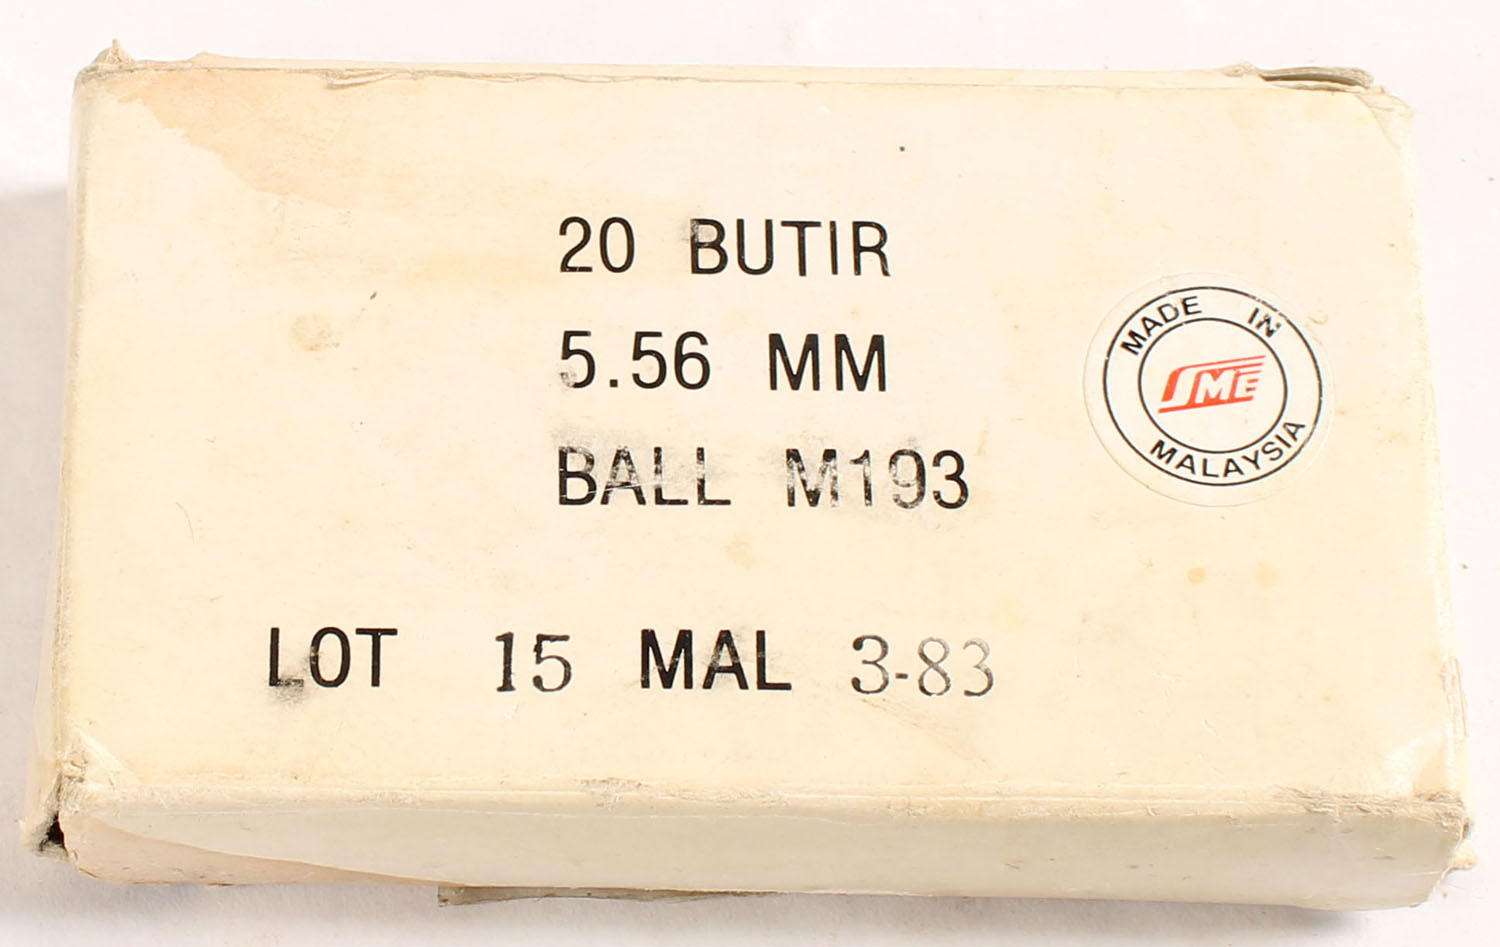 20 BUTIR
5.56 MM
BALL M193
MADE IN
SME
MALAYSIA
LOT 15 MAL 3-83